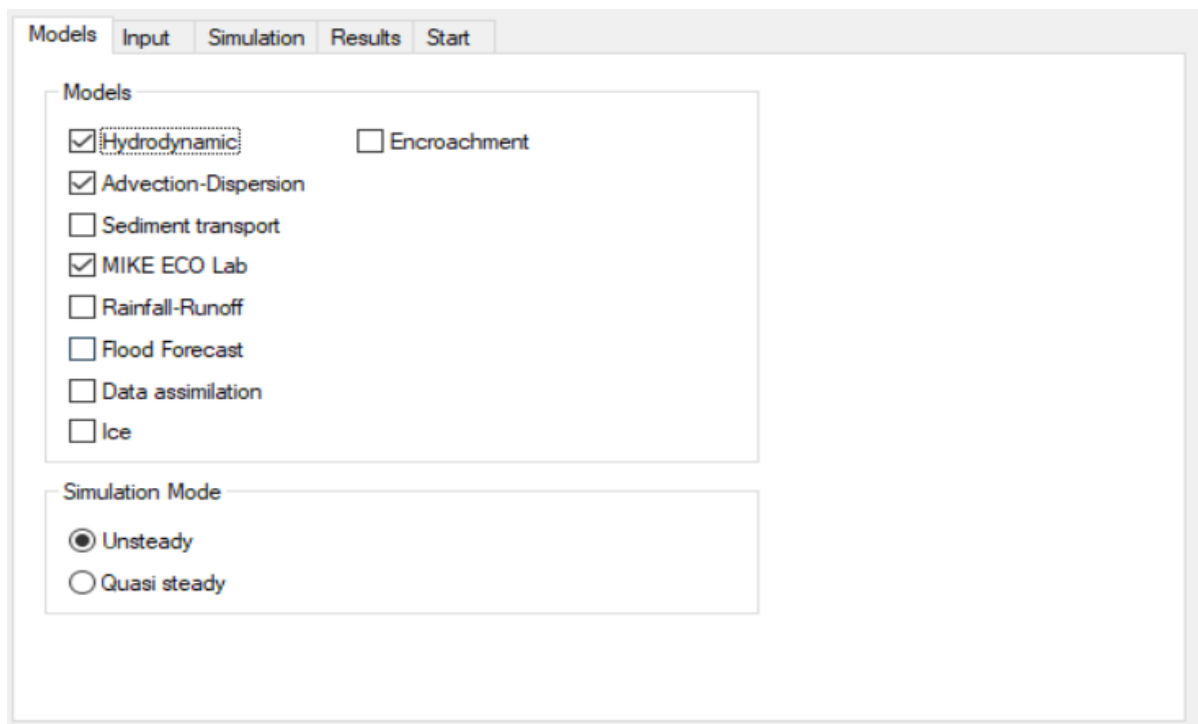 Models Input Simulation Results Start
Models
Hydrodynamic Encroachment
Advection-Dispersion
Sediment transport
MIKE ECO Lab
Rainfall-Runoff
Flood Forecast
Data assimilation
Ice
Simulation Mode
Unsteady
Quasi steady